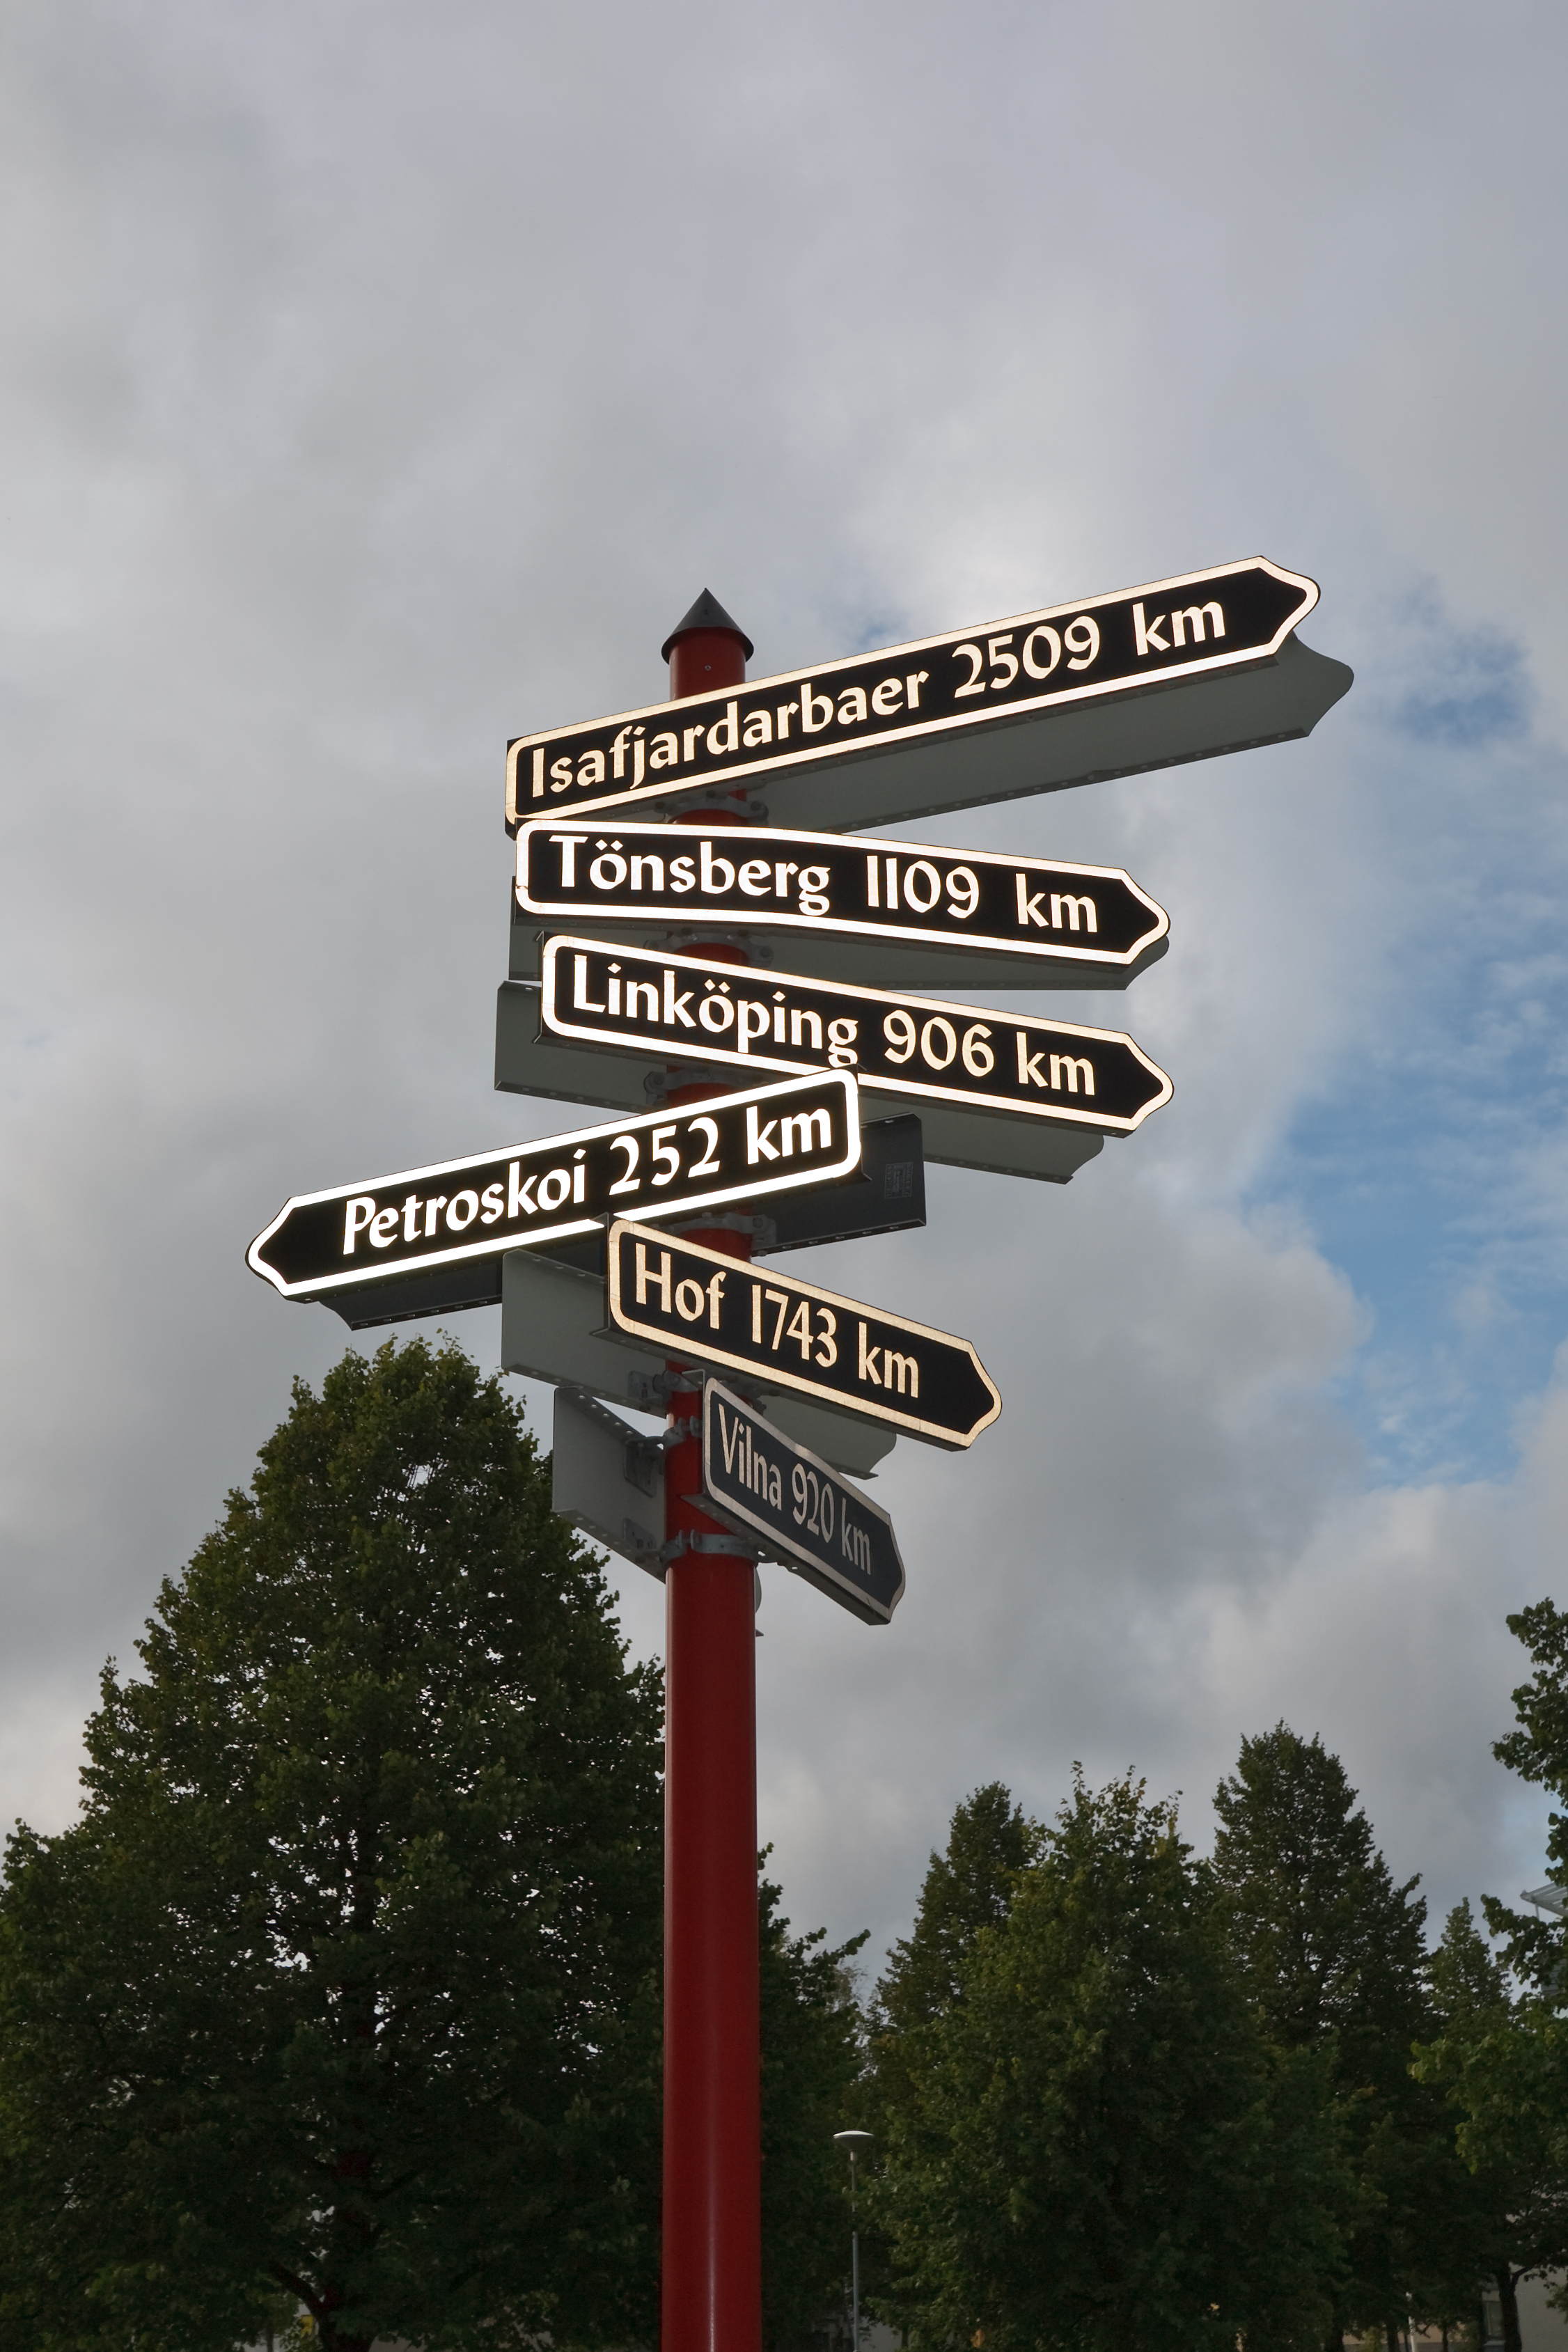 Isafjardarbaer 2509 km
Tönsberg 1109 km
Linköping 906 km
Petroskoi 252 km
Hof 1743 km
Vilna 920 km